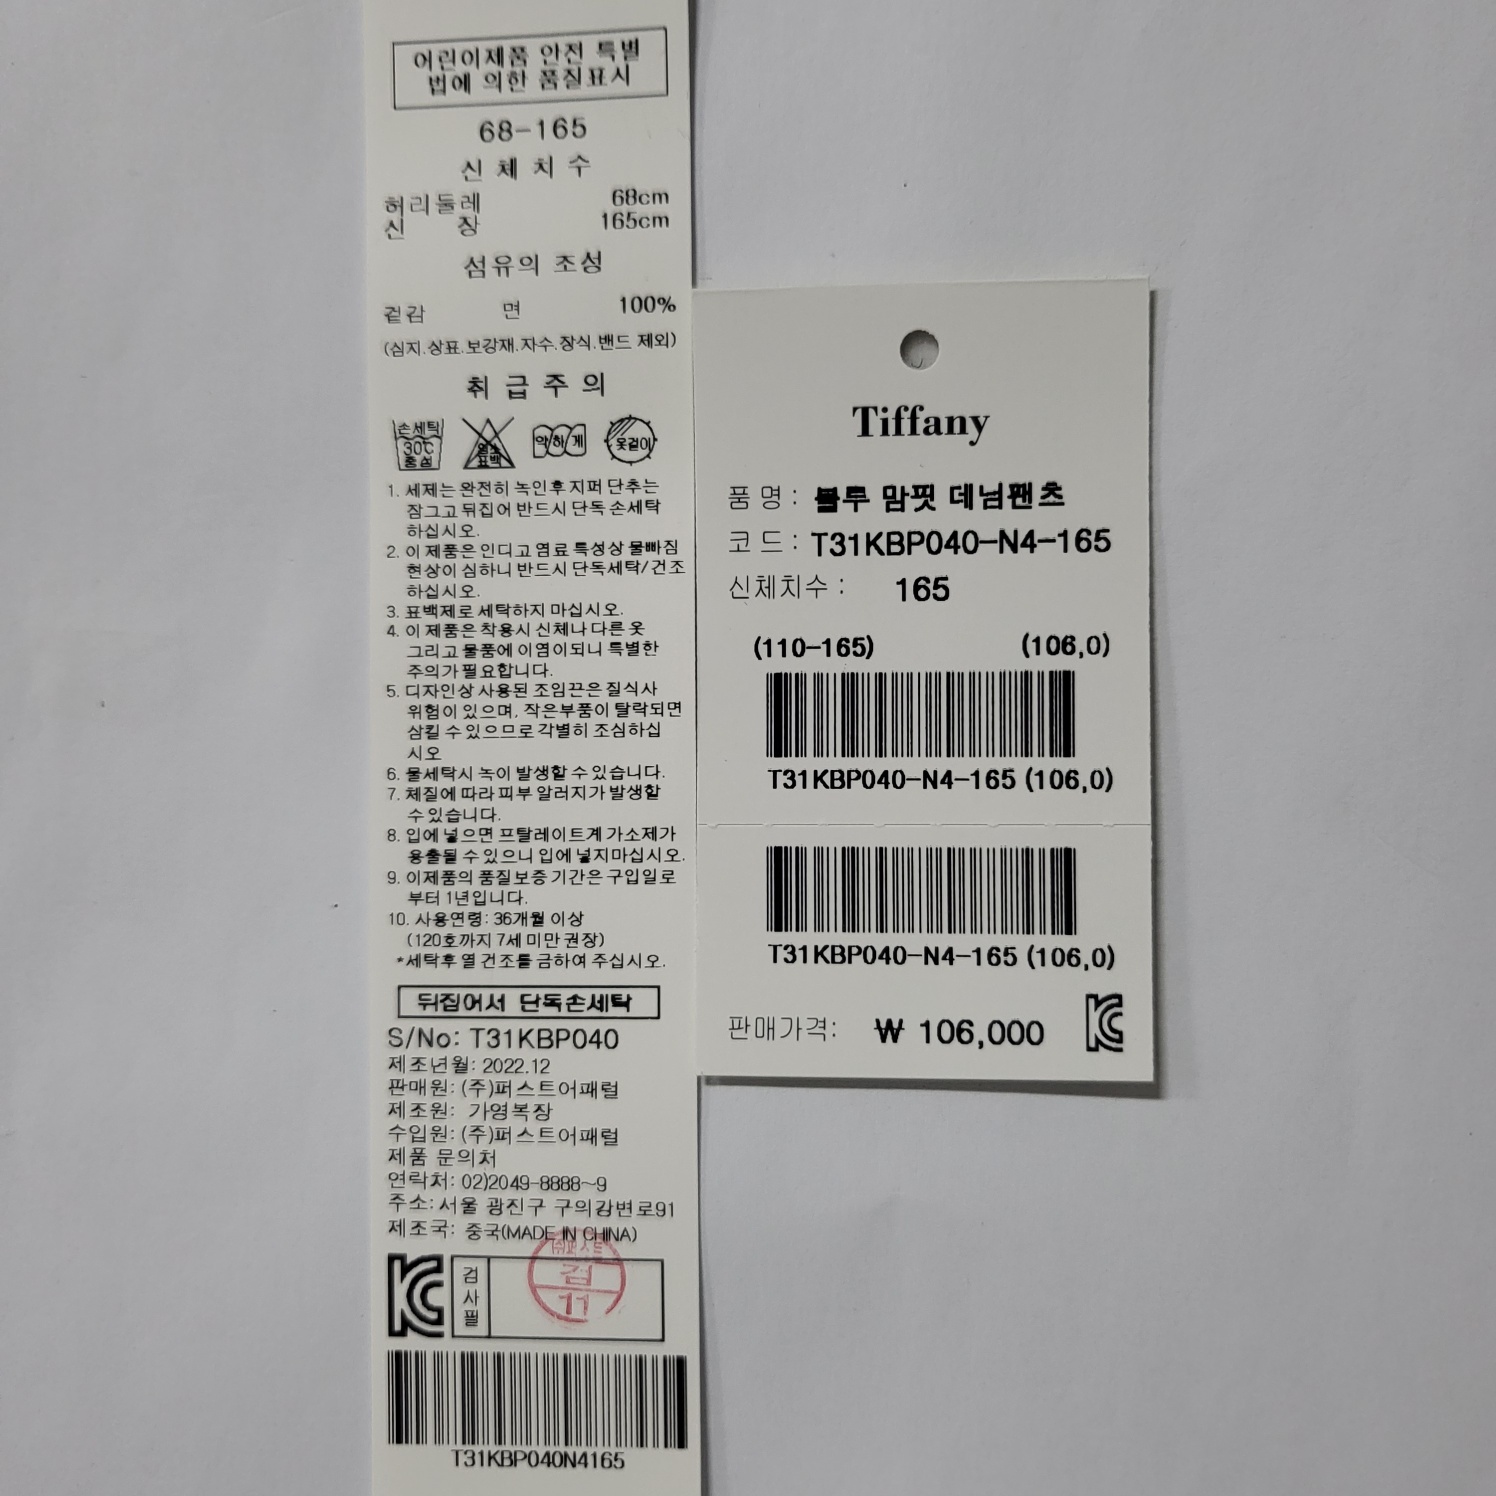 어린이제품 안전 특별
법에 의한 품질표시
68-165
신 체 치 수
허리둘레 68cm
신 장 165cm
섬유의 조성
겉감 면 100%
(심지.상표.보강재.자수.장식.밴드 제외)
취 급 주 의
손세탁
30℃
중성
염소
표백
약하게
옷걸이
1. 세제는 완전히 녹인후 지퍼 단추는
잠그고 뒤집어 반드시 단독 손세탁
하십시오.
2. 이 제품은 인디고 염료 특성상 물빠짐
현상이 심하니 반드시 단독세탁/건조
하십시오.
3. 표백제로 세탁하지 마십시오.
4. 이 제품은 착용시 신체나 다른 옷
그리고 물품에 이염이되니 특별한
주의가 필요합니다.
5. 디자인상 사용된 조임끈은 질식사
위험이 있으며, 작은부품이 탈락되면
삼킬 수 있으므로 각별히 조심하십
시오
6. 물세탁시 녹이 발생할 수 있습니다.
7. 체질에 따라 피부 알러지가 발생할
수 있습니다.
8. 입에 넣으면 프탈레이트계 가소제가
용출될 수 있으니 입에 넣지마십시오.
9. 이제품의 품질보증 기간은 구입일로
부터 1년입니다.
10. 사용연령: 36개월 이상
(120호까지 7세 미만 권장)
*세탁후 열 건조를 금하여 주십시오.
뒤집어서 단독손세탁
S/No: T31KBP040
제조년월: 2022.12
판매원: (주)퍼스트어패럴
제조원: 가영복장
수입원: (주)퍼스트어패럴
제품 문의처
연락처: 02)2049-8888~9
주소: 서울 광진구 구의강변로91
제조국: 중국(MADE IN CHINA)
KC
검사필
㈜퍼스트
검
11
T31KBP040N4165
Tiffany
품 명 : 블루 맘핏 데님팬츠
코 드 : T31KBP040-N4-165
신체치수 : 165
(110-165) (106,0)
T31KBP040-N4-165 (106,0)
T31KBP040-N4-165 (106,0)
판매가격: ₩ 106,000 KC